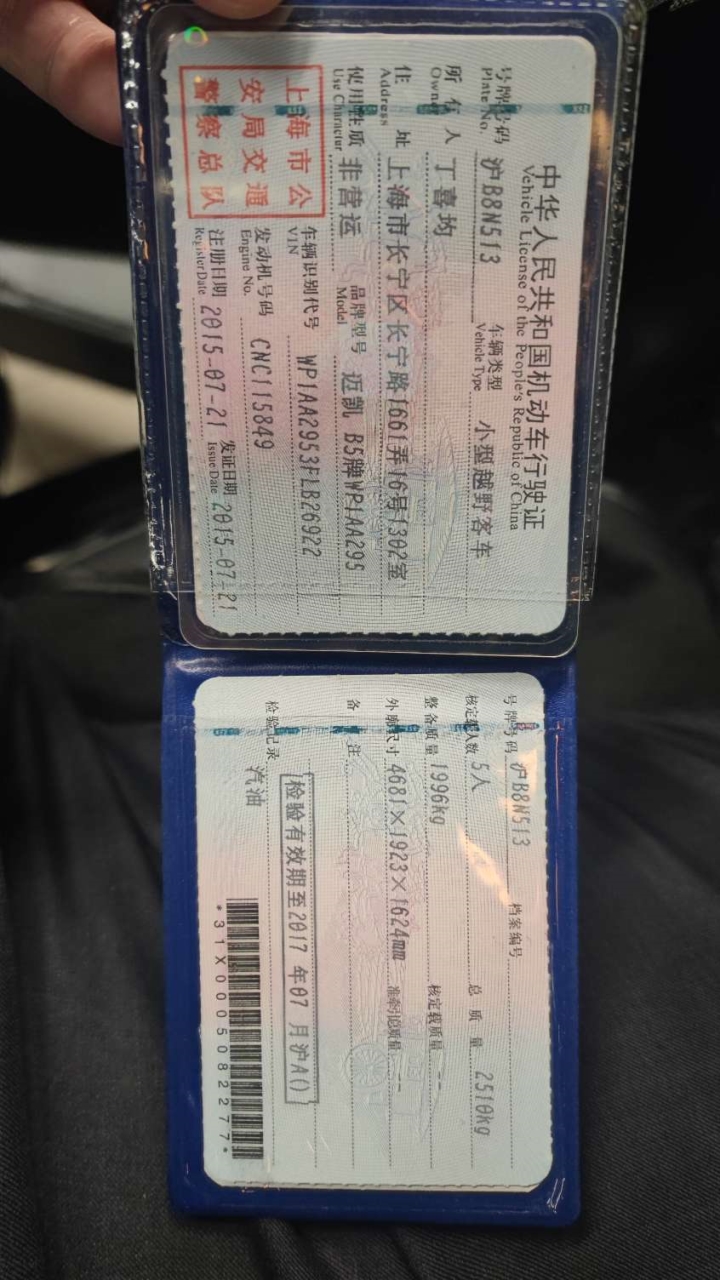 中华人民共和国机动车行驶证
Vehicle License of the People's Republic of China
号牌号码 沪B8N513 车辆类型 小型越野客车
Plate No. Vehicle Type
所有人 丁喜均
Owner
住址 上海市长宁区长宁路1661弄16号1302室
Address
使用性质 非营运 品牌型号 迈凯 B5牌WP1AA295
Use Character Model
上海市公安局交通警察总队
车辆识别代号 WP1AA2953FLB26922
VIN
发动机号码 CNC115849
Engine No.
注册日期 2015-07-21 发证日期 2015-07-21
Register Date Issue Date
号牌号码 沪B8N513 档案编号
核定载人数 5人 总质量 2510kg
整备质量 1996kg 核定载质量 --
外廓尺寸 4681×1923×1624mm 准牵引总质量 --
备注
检验有效期至2017年07月沪A()
检验记录
汽油
*31X0005082277*